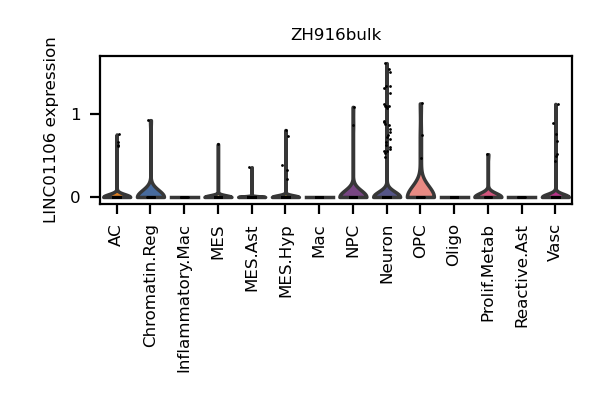 ZH916bulk
LINC01106 expression
1
0
AC
Chromatin.Reg
Inflammatory.Mac
MES
MES.Ast
MES.Hyp
Mac
NPC
Neuron
OPC
Oligo
Prolif.Metab
Reactive.Ast
Vasc